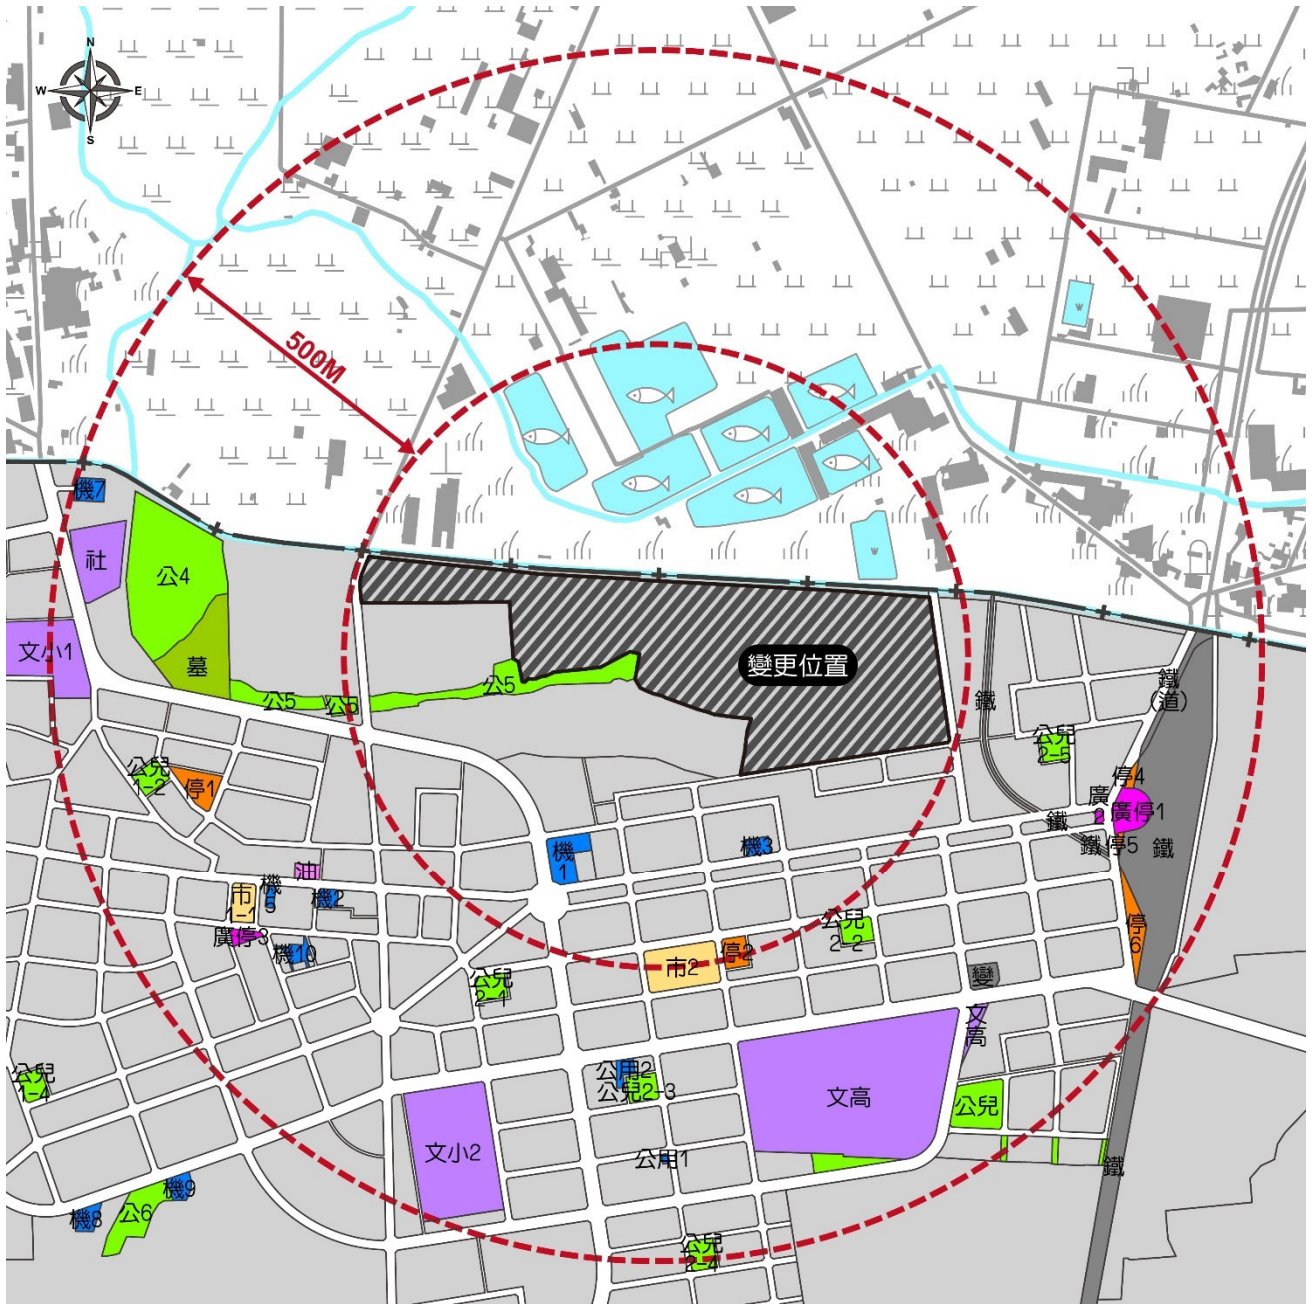 N
W
E
S
500M
機7
社
公4
文小1
墓
公5
公5
公5
變更位置
鐵
鐵
(道)
公兒
2-5
公兒
1-2
停1
停4
廣
2
廣停1
鐵
鐵
停5
鐵
機
1
機3
油
市
1-1
機
5
機2
廣停3
機10
公兒
2-2
停6
市2
停2
公兒
2-1
變
文
高
公用2
公兒2-3
公兒
1-4
文高
公兒
文小2
公用1
鐵
機9
機8
公6
公兒
2-4
W
W